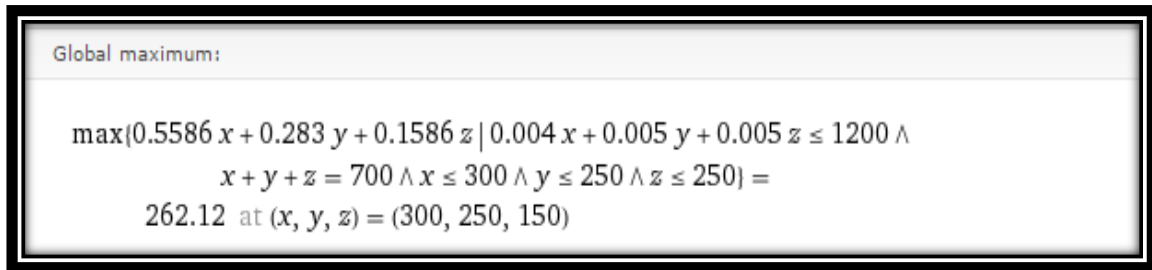 Global maximum:
max{0.5586 x + 0.283 y + 0.1586 z | 0.004 x + 0.005 y + 0.005 z ≤ 1200 ∧
x + y + z = 700 ∧ x ≤ 300 ∧ y ≤ 250 ∧ z ≤ 250} =
262.12 at (x, y, z) = (300, 250, 150)